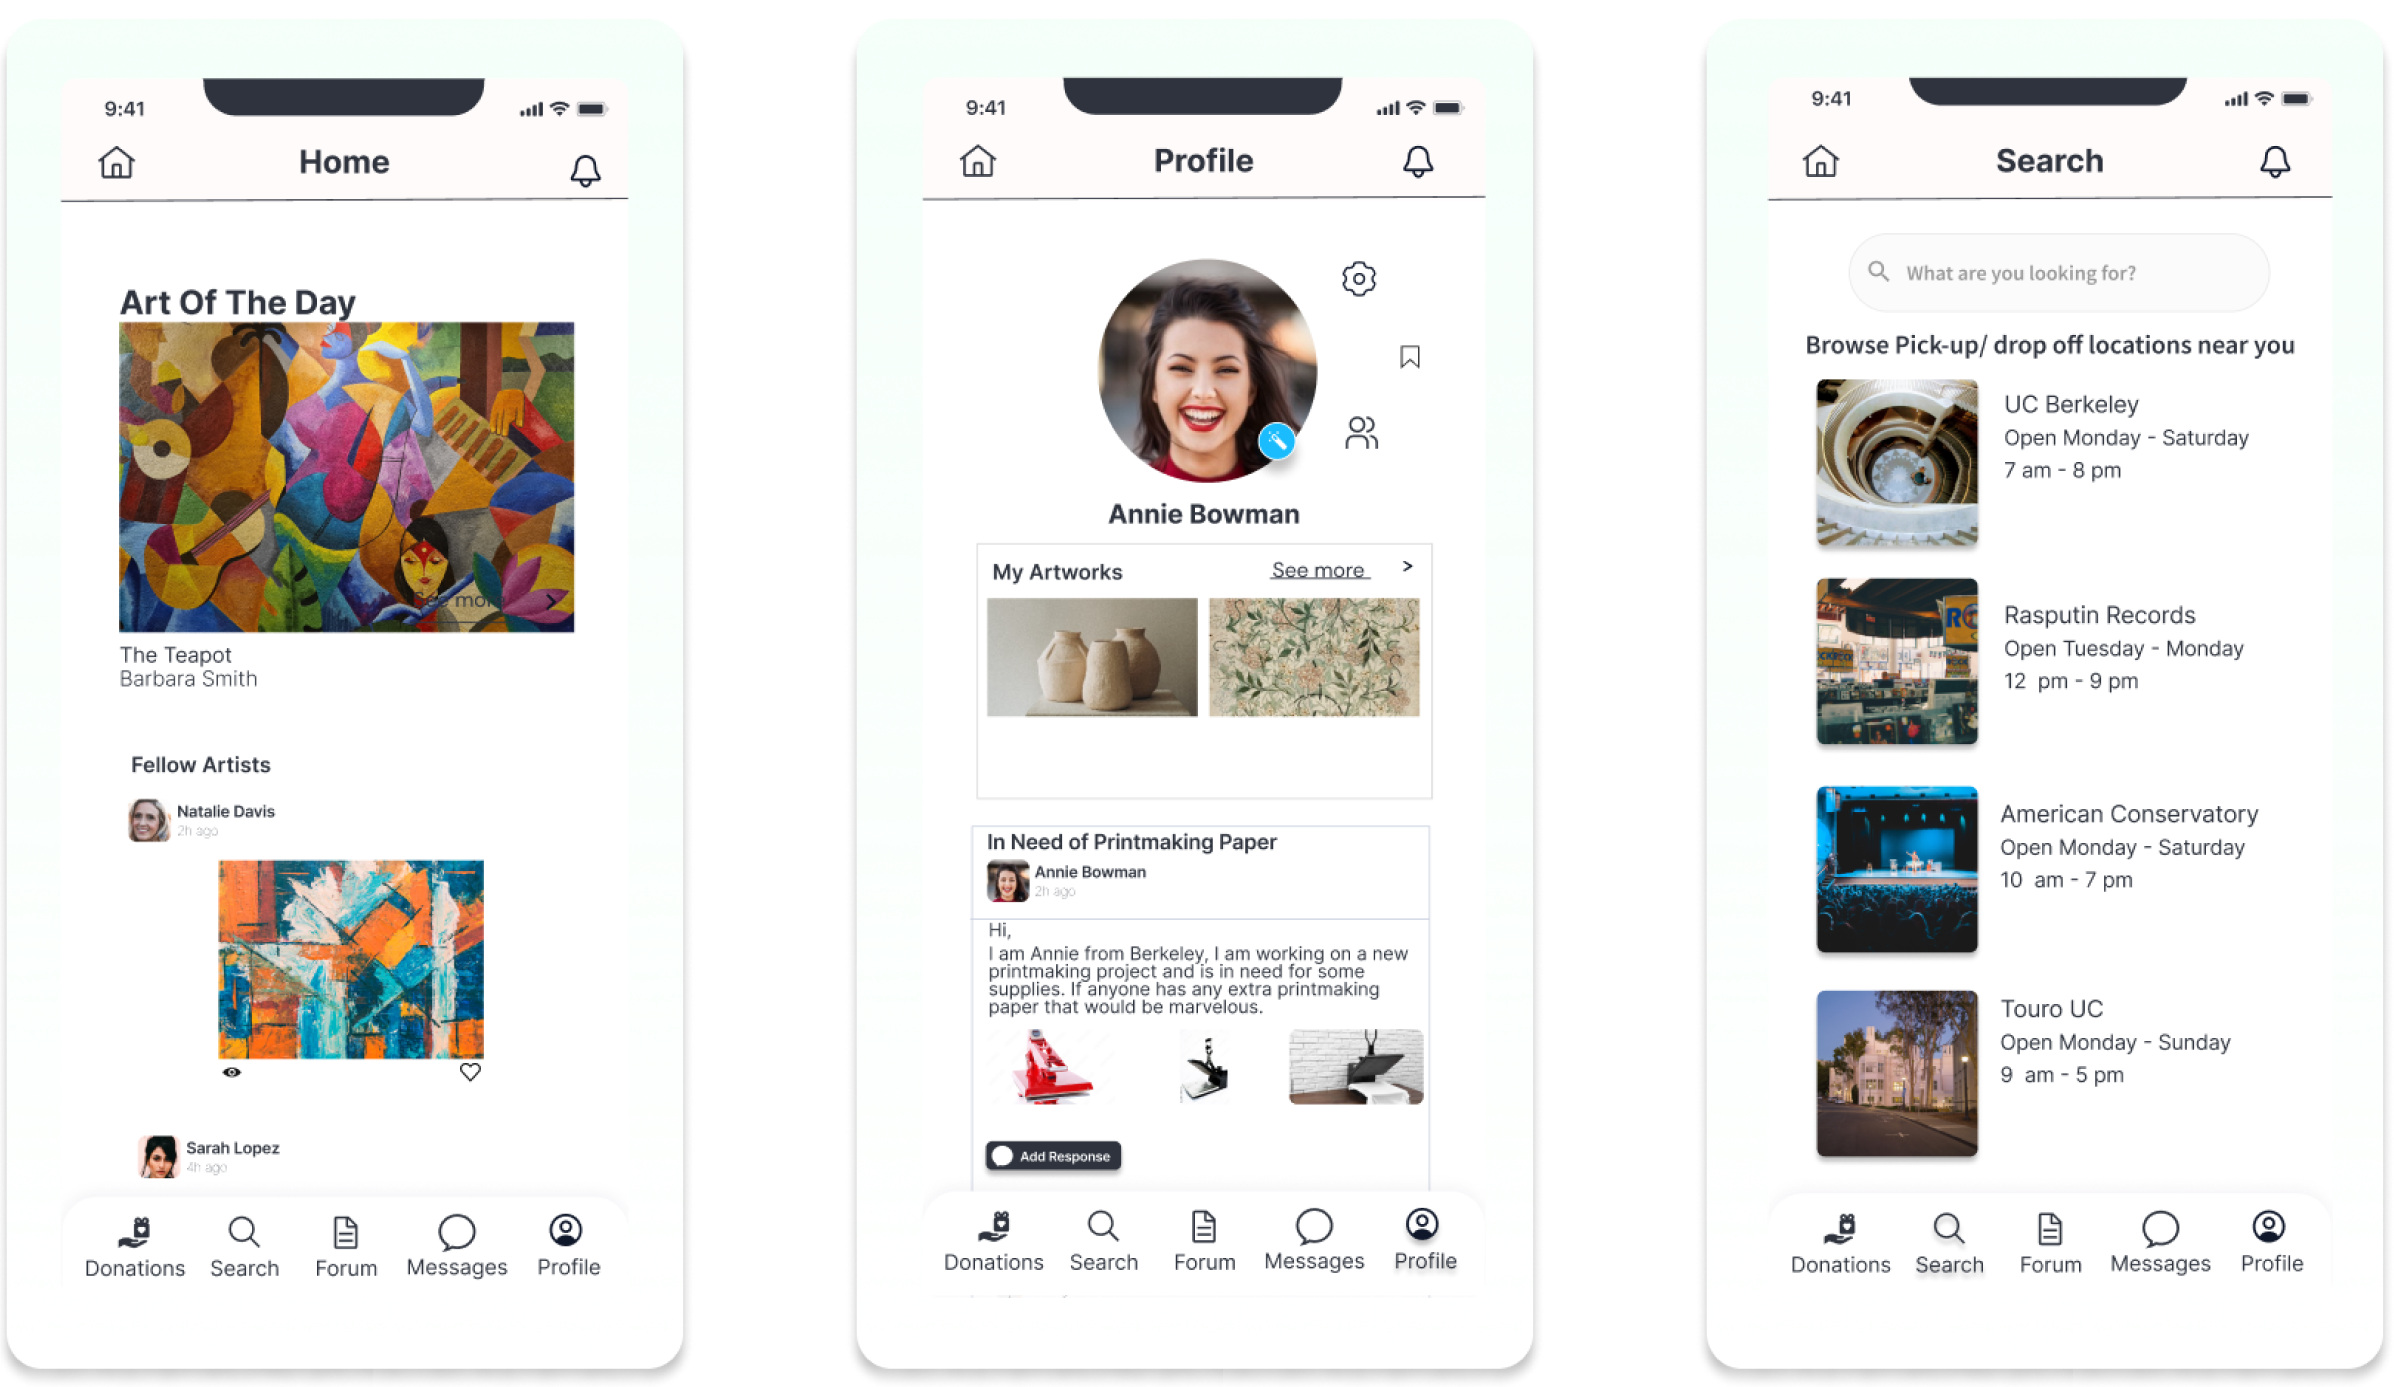 9:41
Home
Art Of The Day
See more
The Teapot
Barbara Smith
Fellow Artists
Natalie Davis
2h ago
Sarah Lopez
4h ago
Donations Search Forum Messages Profile
9:41
Profile
Annie Bowman
My Artworks See more >
In Need of Printmaking Paper
Annie Bowman
2h ago
Hi,
I am Annie from Berkeley, I am working on a new
printmaking project and is in need for some
supplies. If anyone has any extra printmaking
paper that would be marvelous.
Add Response
Donations Search Forum Messages Profile
9:41
Search
What are you looking for?
Browse Pick-up/ drop off locations near you
UC Berkeley
Open Monday - Saturday
7 am - 8 pm
Rasputin Records
Open Tuesday - Monday
12 pm - 9 pm
American Conservatory
Open Monday - Saturday
10 am - 7 pm
Touro UC
Open Monday - Sunday
9 am - 5 pm
Donations Search Forum Messages Profile